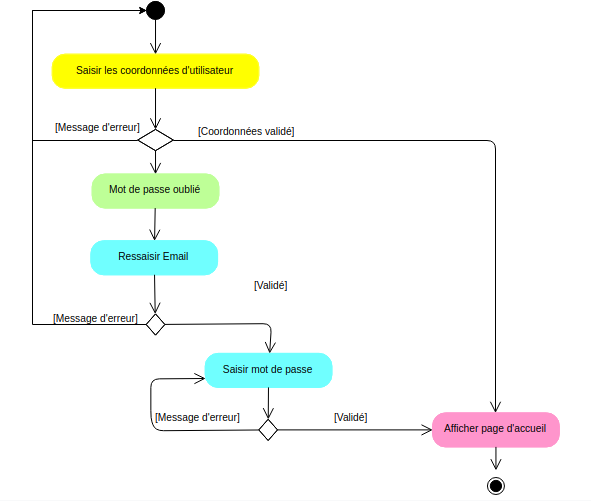 Saisir les coordonnées d'utilisateur
[Message d'erreur]
[Coordonnées validé]
Mot de passe oublié
Ressaisir Email
[Validé]
[Message d'erreur]
Saisir mot de passe
[Message d'erreur]
[Validé]
Afficher page d'accueil